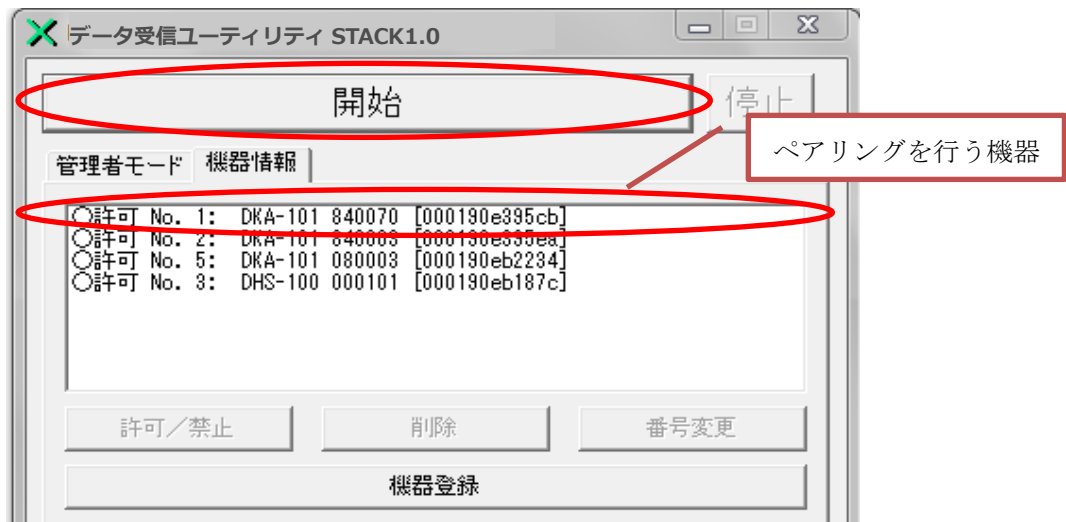 データ受信ユーティリティ STACK1.0
開始
停止
ペアリングを行う機器
管理者モード 機器情報
○許可 No. 1: DKA-101 840070 [000190e395cb]
○許可 No. 2: DKA-101 840003 [000190e395ea]
○許可 No. 5: DKA-101 080003 [000190eb2234]
○許可 No. 3: DHS-100 000101 [000190eb187c]
許可／禁止
削除
番号変更
機器登録